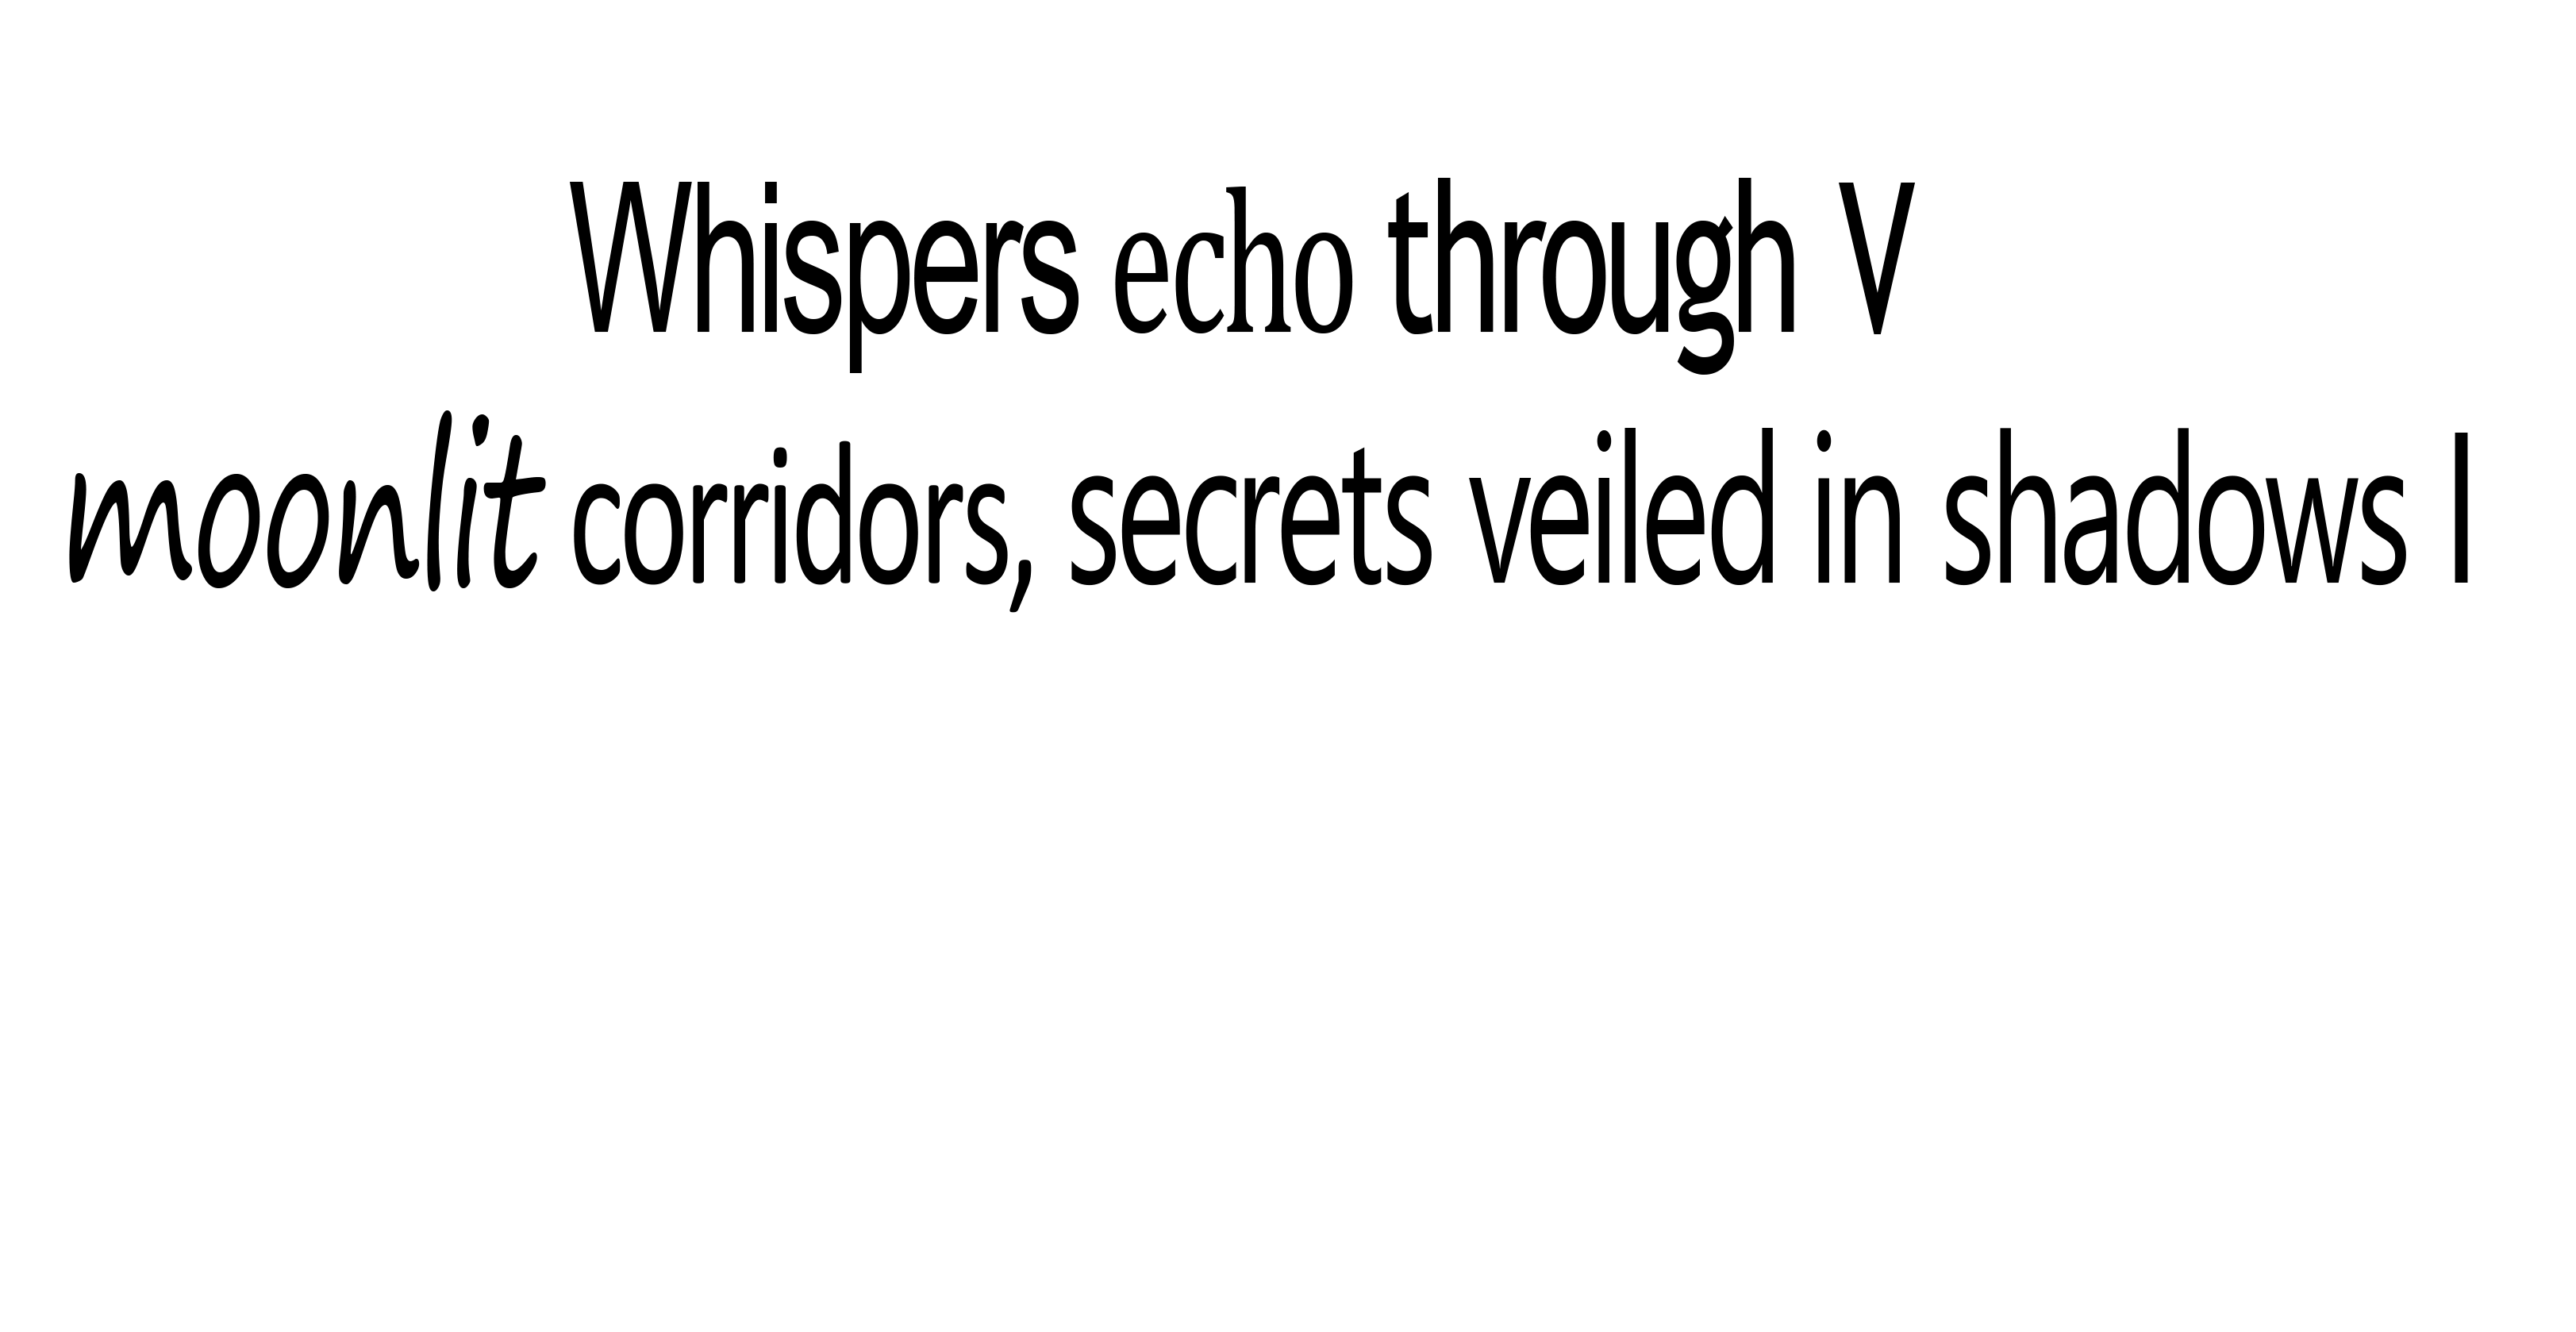 Whispers echo through V
moonlit corridors, secrets veiled in shadows I